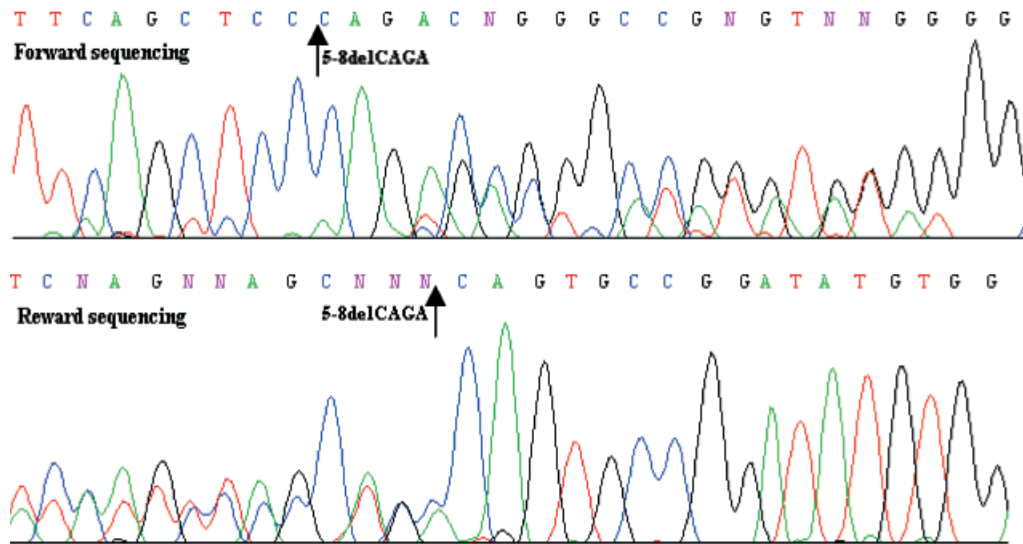 T T C A G C T C C C A G A C N G G G C C G N G T N N G G G G
Forward sequencing
5-8delCAGA
T C N A G N N A G C N N N C A G T G C C G G A T A T G T G G
Reward sequencing
5-8delCAGA